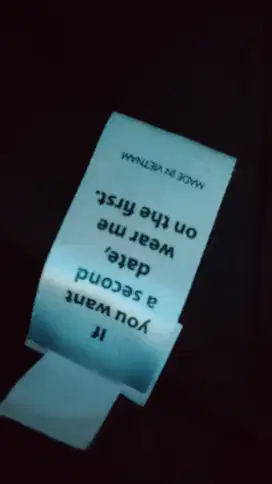 If
you want
a second
date,
wear me
on the first.
MADE IN VIETNAM